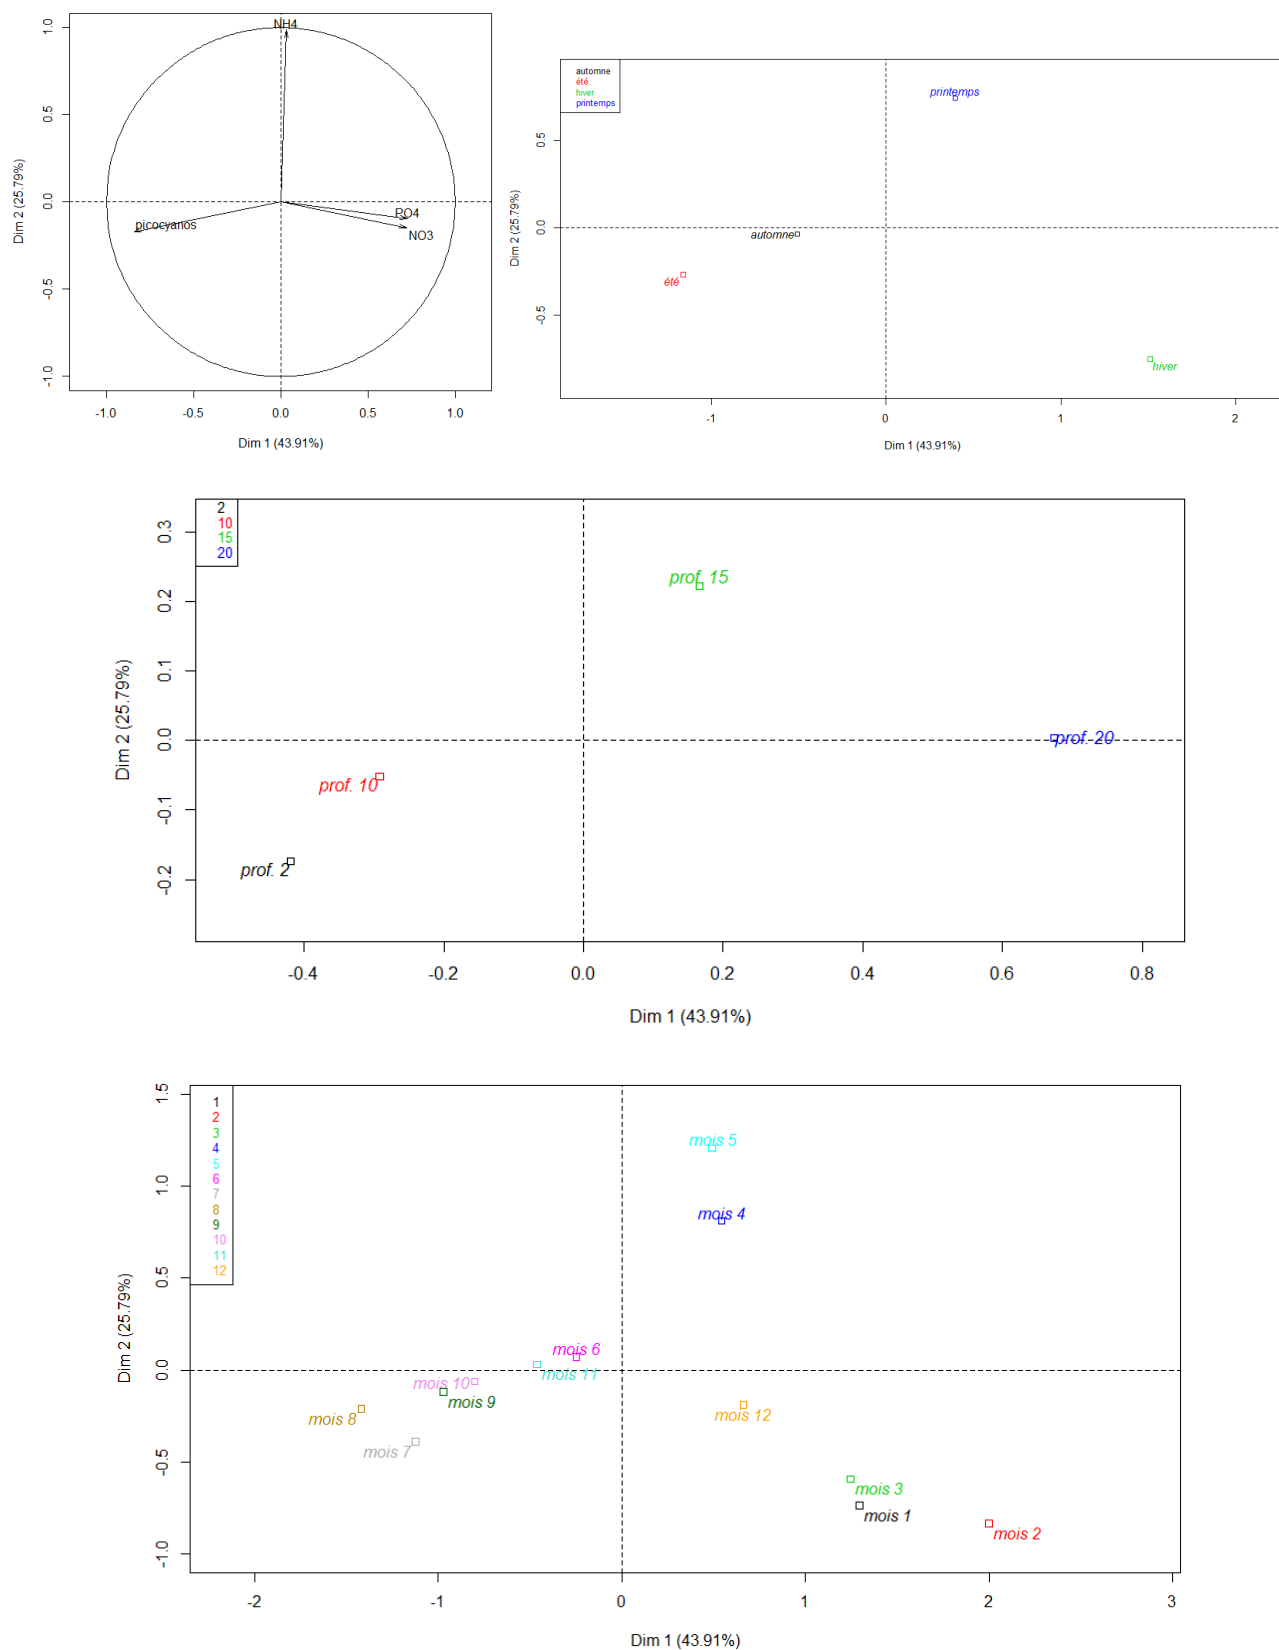 NH4
picocyanos
PO4
NO3
1.0
0.5
0.0
-0.5
-1.0
Dim 2 (25.79%)
-1.0
-0.5
0.0
0.5
1.0
Dim 1 (43.91%)
automne
été
hiver
printemps
printemps
automne
été
hiver
0.5
0.0
-0.5
Dim 2 (25.79%)
-1
0
1
2
Dim 1 (43.91%)
2
10
15
20
prof. 15
prof. 20
prof. 10
prof. 2
0.3
0.2
0.1
0.0
-0.1
-0.2
Dim 2 (25.79%)
-0.4
-0.2
0.0
0.2
0.4
0.6
0.8
Dim 1 (43.91%)
1
2
3
4
5
6
7
8
9
10
11
12
mois 5
mois 4
mois 6
mois 11
mois 10
mois 9
mois 8
mois 7
mois 12
mois 3
mois 1
mois 2
1.5
1.0
0.5
0.0
-0.5
-1.0
Dim 2 (25.79%)
-2
-1
0
1
2
3
Dim 1 (43.91%)